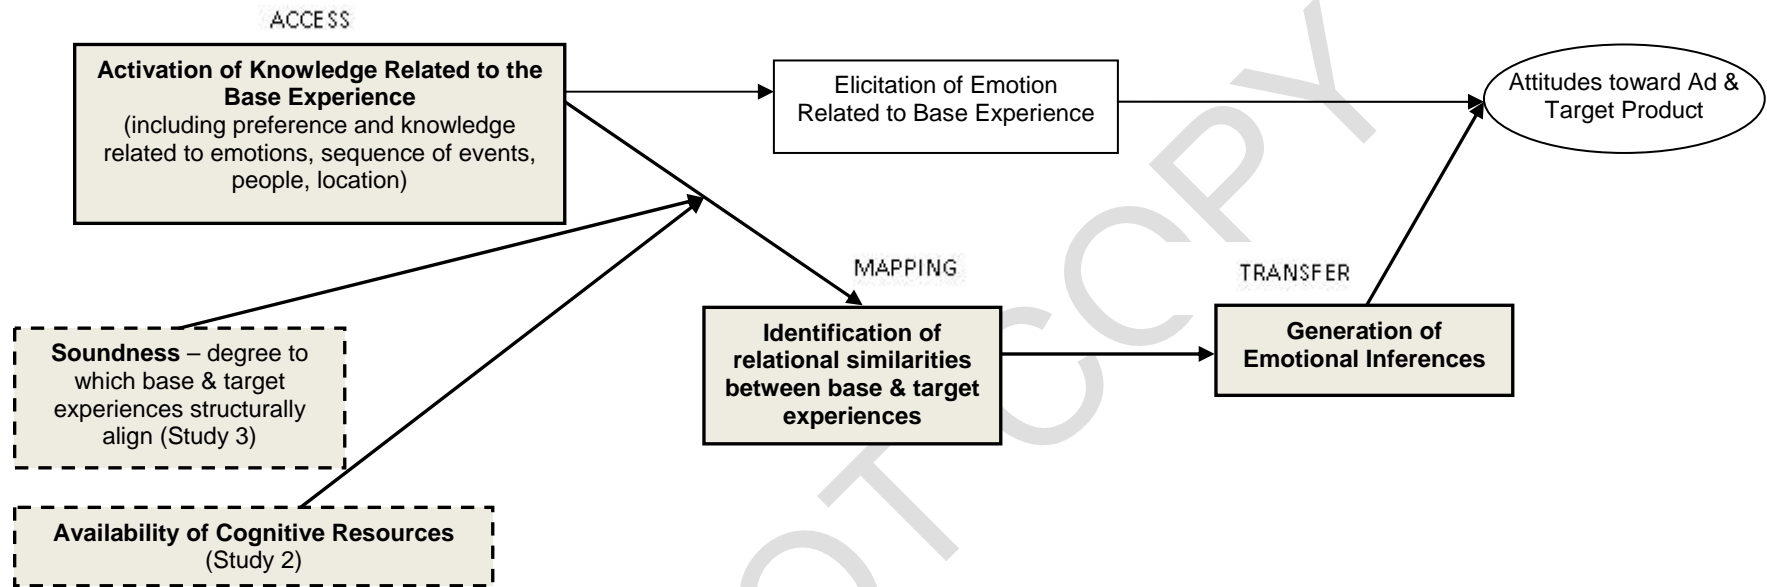 ACCESS
Activation of Knowledge Related to the
Base Experience
(including preference and knowledge
related to emotions, sequence of events,
people, location)
Elicitation of Emotion
Related to Base Experience
Attitudes toward Ad &
Target Product
MAPPING
TRANSFER
Identification of
relational similarities
between base & target
experiences
Generation of
Emotional Inferences
Soundness – degree to
which base & target
experiences structurally
align (Study 3)
Availability of Cognitive Resources
(Study 2)
OT COPY